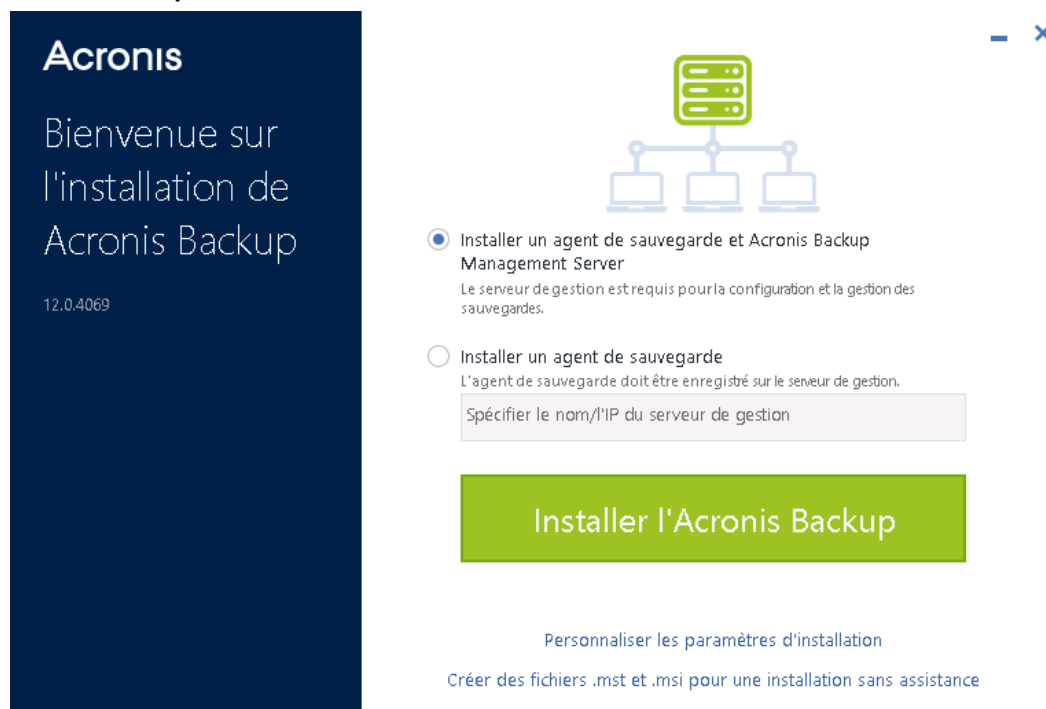 Acronis
Bienvenue sur
l'installation de
Acronis Backup
12.0.4069
Installer un agent de sauvegarde et Acronis Backup
Management Server
Le serveur de gestion est requis pour la configuration et la gestion des
sauvegardes.
Installer un agent de sauvegarde
L'agent de sauvegarde doit être enregistré sur le serveur de gestion.
Spécifier le nom/l'IP du serveur de gestion
Installer l'Acronis Backup
Personnaliser les paramètres d'installation
Créer des fichiers .mst et .msi pour une installation sans assistance